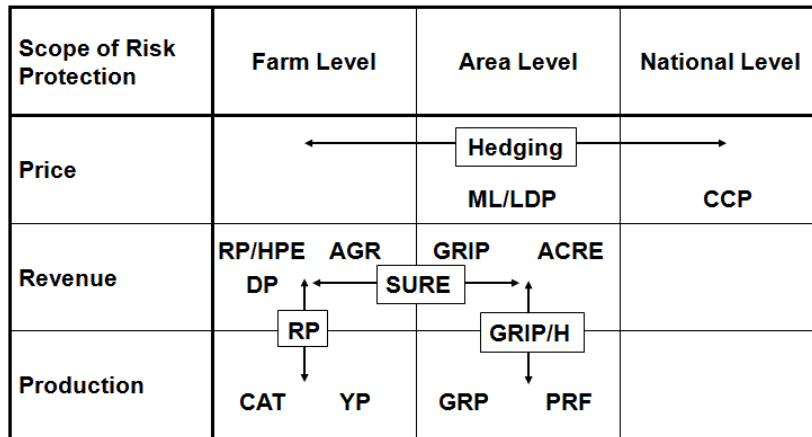 Scope of Risk
Protection
Farm Level
Area Level
National Level
Price
Hedging
ML/LDP
CCP
Revenue
RP/HPE
AGR
GRIP
ACRE
DP
SURE
RP
GRIP/H
Production
CAT
YP
GRP
PRF